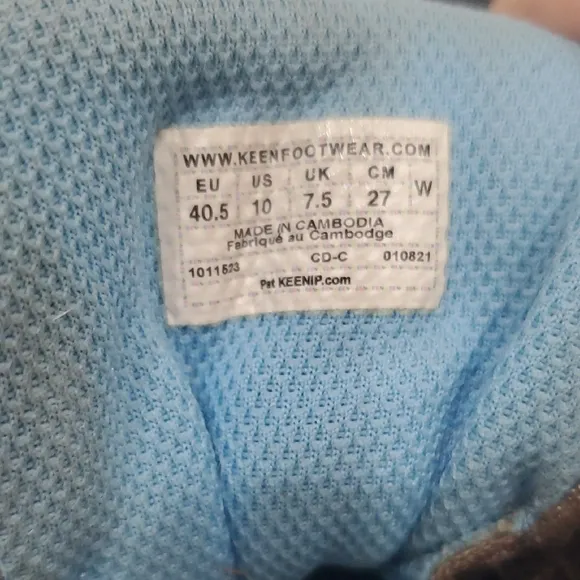 WWW.KEENFOOTWEAR.COM
EU US UK CM W
40.5 10 7.5 27
MADE IN CAMBODIA
Fabriqué au Cambodge
1011523 CD-C 010821
Pat KEENIP.com